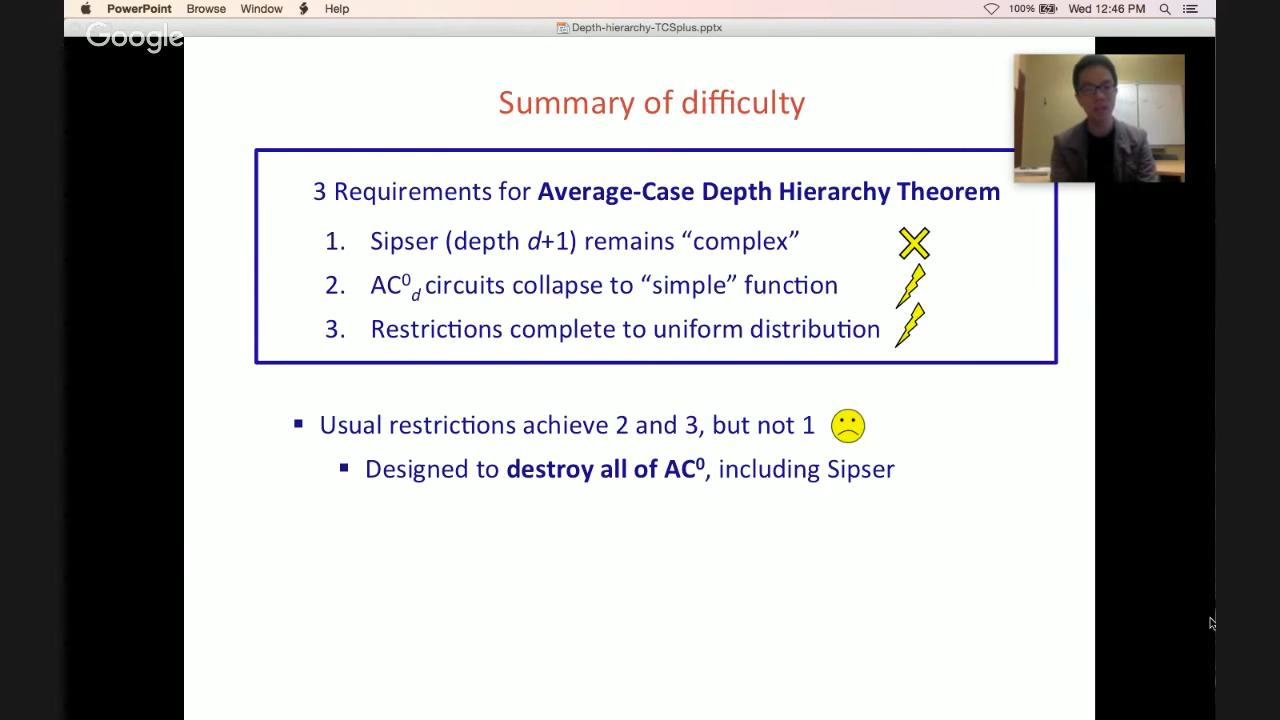 PowerPoint Browse Window Help 100% Wed 12:46 PM
Depth-hierarchy-TCSplus.pptx
Google
Summary of difficulty
3 Requirements for Average-Case Depth Hierarchy Theorem
1. Sipser (depth d+1) remains “complex”
2. AC⁰d circuits collapse to “simple” function
3. Restrictions complete to uniform distribution
Usual restrictions achieve 2 and 3, but not 1
Designed to destroy all of AC⁰, including Sipser